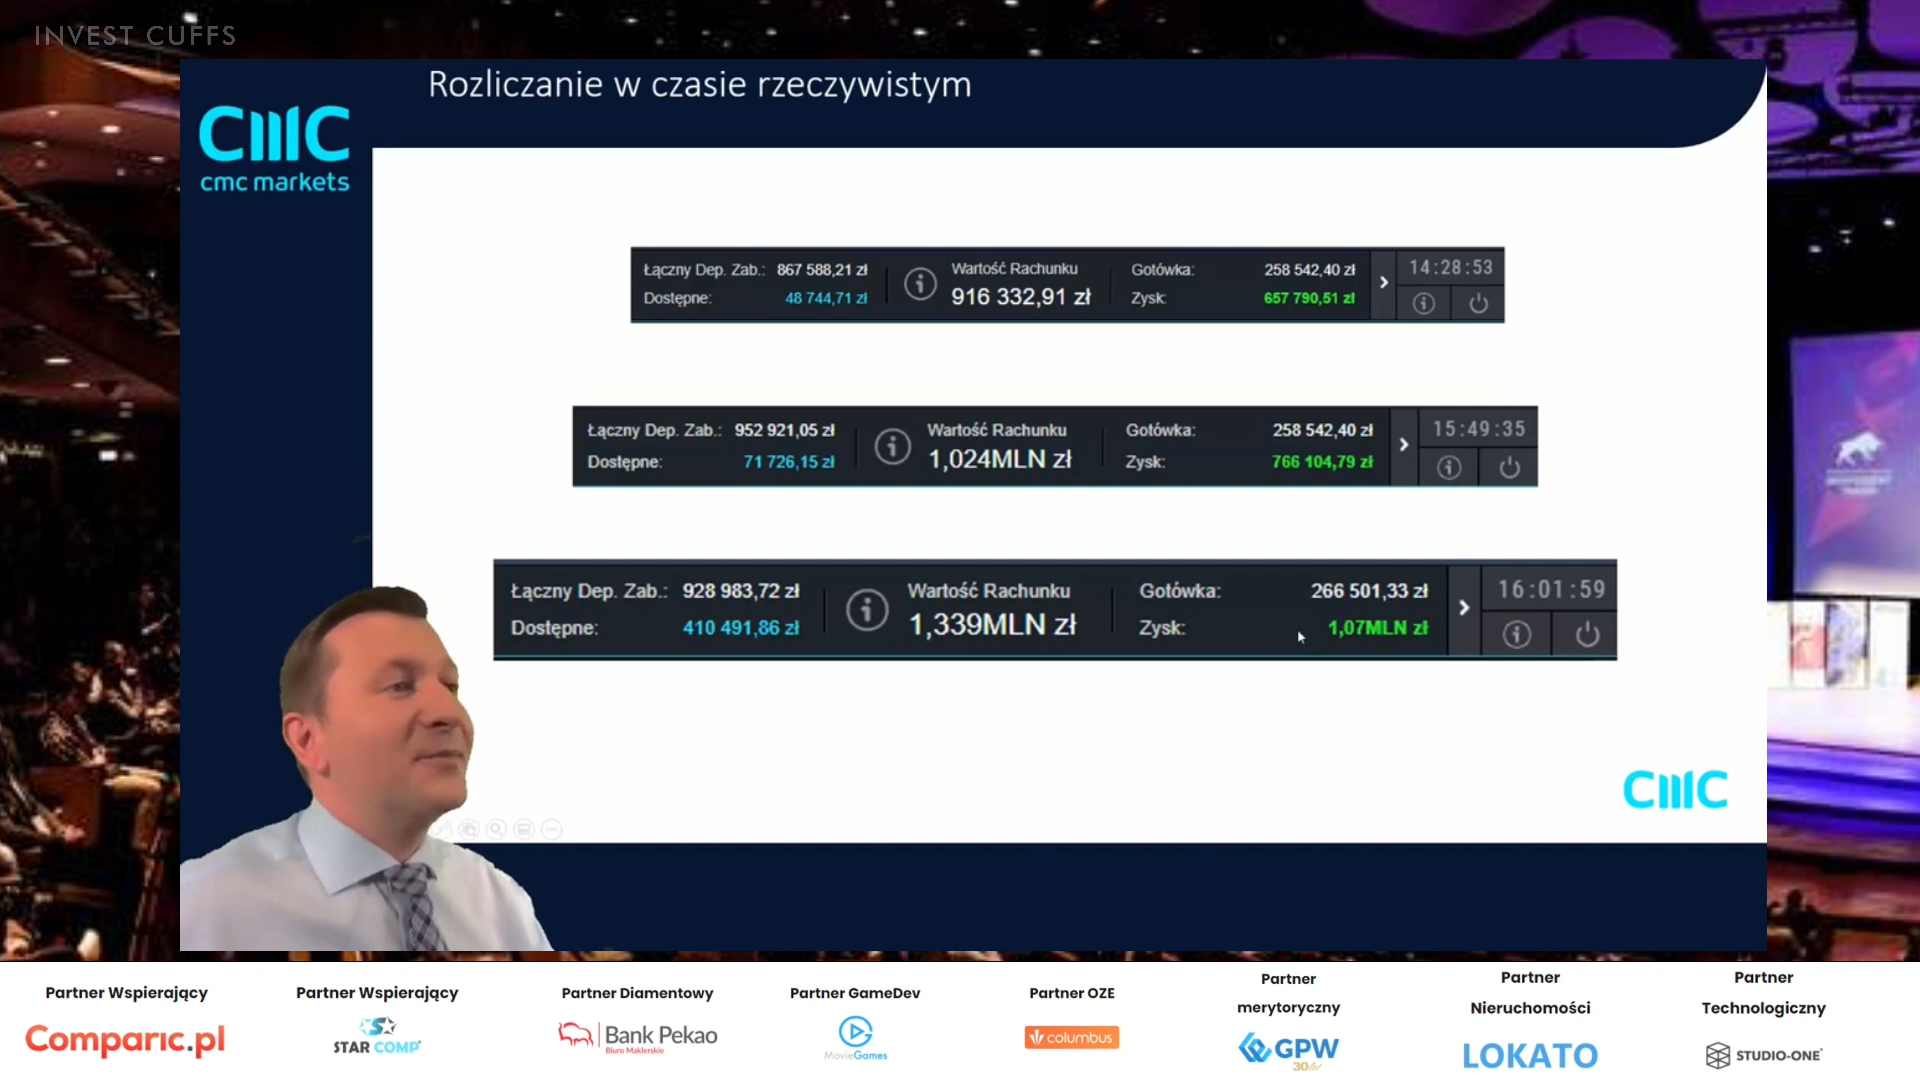 INVEST CUFFS
Rozliczanie w czasie rzeczywistym
CMC
cmc markets
Łączny Dep. Zab.: 867 588,21 zł
Dostępne: 48 744,71 zł
Wartość Rachunku
916 332,91 zł
Gotówka: 258 542,40 zł
Zysk: 657 790,51 zł
14:28:53
Łączny Dep. Zab.: 952 921,05 zł
Dostępne: 71 726,15 zł
Wartość Rachunku
1,024MLN zł
Gotówka: 258 542,40 zł
Zysk: 766 104,79 zł
15:49:35
Łączny Dep. Zab.: 928 983,72 zł
Dostępne: 410 491,86 zł
Wartość Rachunku
1,339MLN zł
Gotówka: 266 501,33 zł
Zysk: 1,07MLN zł
16:01:59
CMC
Partner Wspierający
Comparic.pl
Partner Wspierający
STAR COMP
Partner Diamentowy
Bank Pekao
Biuro Maklerskie
Partner GameDev
MovieGames
Partner OZE
columbus
Partner
merytoryczny
GPW
30lat
Partner
Nieruchomości
LOKATO
Partner
Technologiczny
STUDIO-ONE